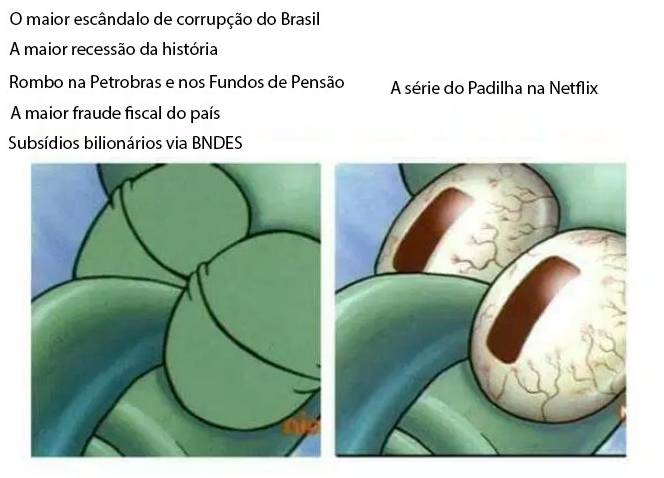 O maior escândalo de corrupção do Brasil
A maior recessão da história
Rombo na Petrobras e nos Fundos de Pensão
A maior fraude fiscal do país
Subsídios bilionários via BNDES
A série do Padilha na Netflix